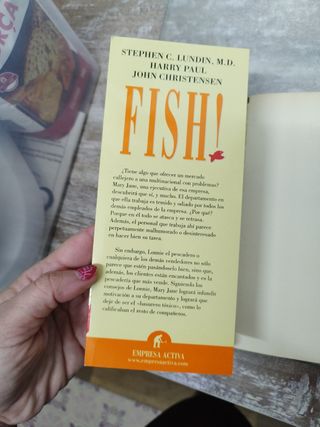 STEPHEN C. LUNDIN, M.D.
HARRY PAUL
JOHN CHRISTENSEN
FISH!
¿Tiene algo que ofrecer un mercado
callejero a una multinacional con problemas?
Mary Jane, una ejecutiva de esa empresa,
descubrirá que sí, y mucho. El departamento en
que ella trabaja es temido y odiado por todos los
demás empleados de la empresa. ¿Por qué?
Porque en él todo se atasca y se retrasa.
Además, el personal que trabaja ahí parece
perpetuamente malhumorado o desinteresado
en hacer bien su tarea.
Sin embargo, Lonnie el pescadero o
cualquiera de los demás vendedores no sólo
parece que estén pasándoselo bien, sino que,
además, los clientes están encantados y es la
pescadería que más vende. Siguiendo los
consejos de Lonnie, Mary Jane logrará infundir
motivación a su departamento y logrará que
deje de ser el «basurero tóxico», como lo
calificaban el resto de compañeros.
EMPRESA ACTIVA
www.empresaactiva.com